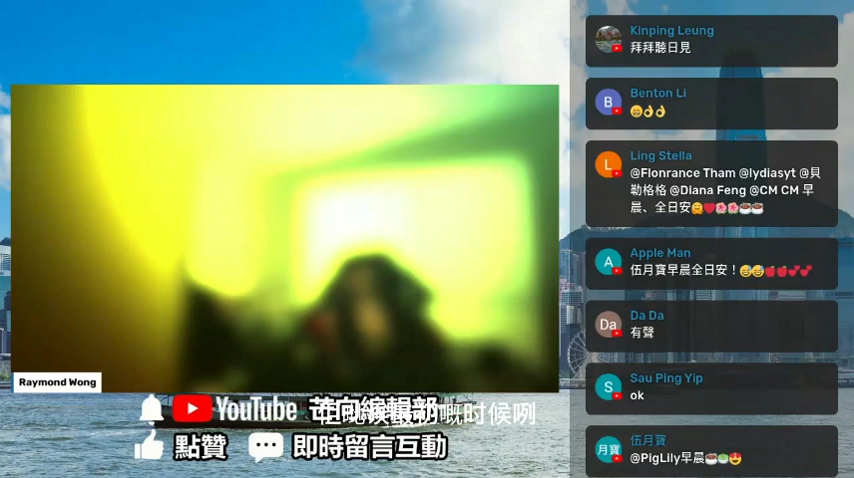 Raymond Wong
YouTube
點贊 即時留言互動
Kinping Leung
拜拜聽日見
B
Benton Li
😄👌👌
L
Ling Stella
@Flonrance Tham @lydiasyt @貝
勒格格 @Diana Feng @CM CM 早
晨、全日安🤗❤️🌺🌺☕☕
A
Apple Man
伍月寶早晨全日安！😅😅🍎🍎💕💕
Da
Da Da
有聲
S
Sau Ping Yip
ok
月寶
伍月寶
@PigLily早晨☕🍵😍